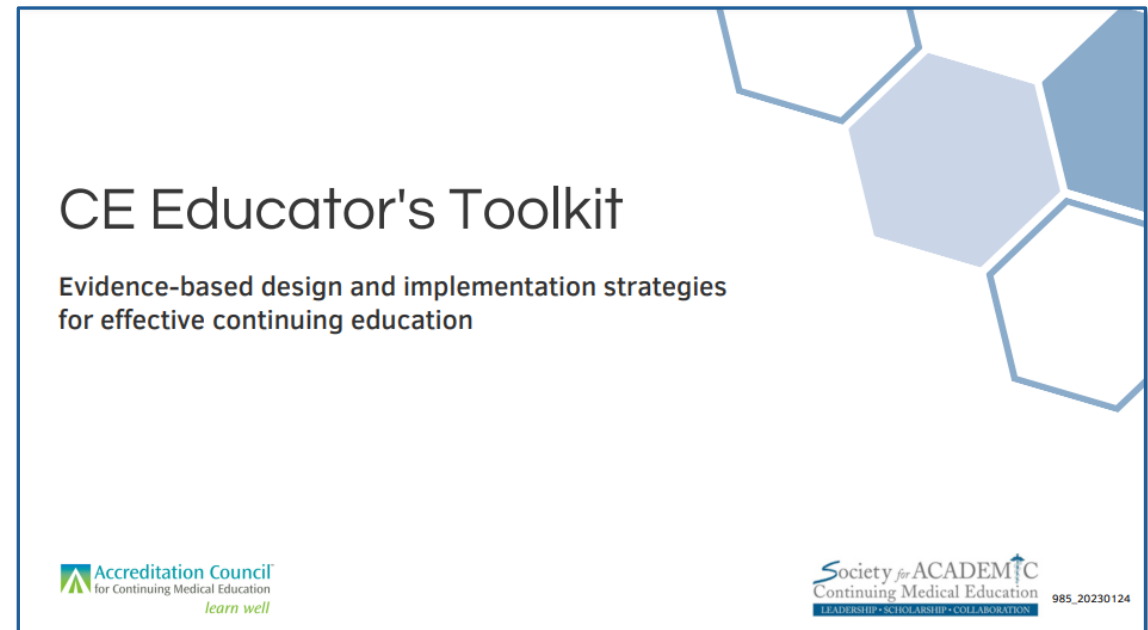 CE Educator's Toolkit
Evidence-based design and implementation strategies
for effective continuing education
Accreditation Council
for Continuing Medical Education
learn well
Society for ACADEMIC
Continuing Medical Education
LEADERSHIP • SCHOLARSHIP • COLLABORATION
985_20230124